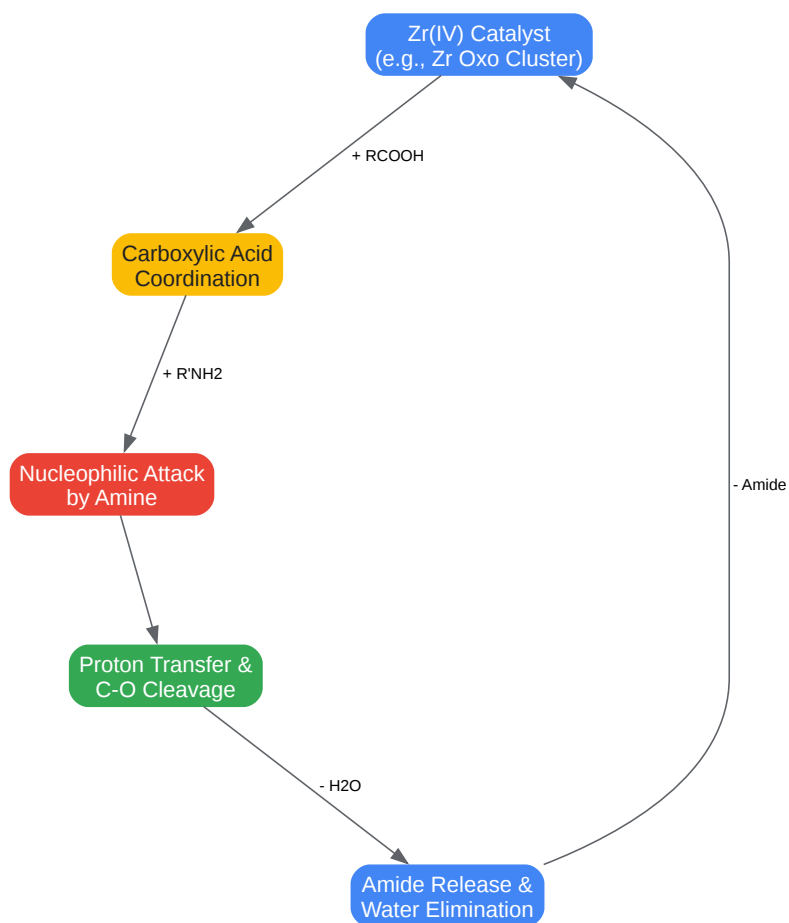 Zr(IV) Catalyst
(e.g., Zr Oxo Cluster)
+ RCOOH
Carboxylic Acid
Coordination
+ R'NH2
Nucleophilic Attack
by Amine
- Amide
Proton Transfer &
C-O Cleavage
- H2O
Amide Release &
Water Elimination